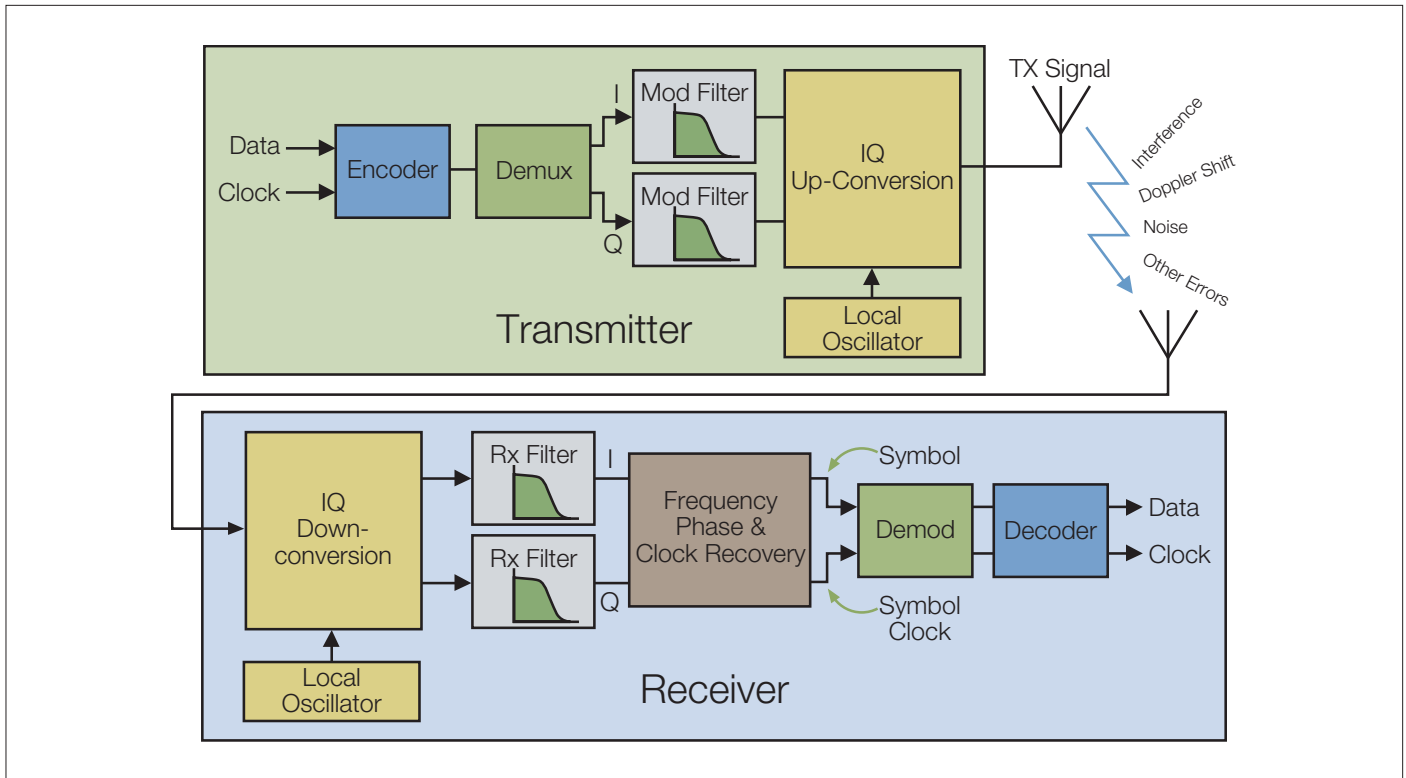 TX Signal
Interference
Doppler Shift
Noise
Other Errors
Data
Clock
Encoder
Demux
I
Q
Mod Filter
Mod Filter
IQ
Up-Conversion
Local
Oscillator
Transmitter
IQ
Down-
conversion
Local
Oscillator
Rx Filter
Rx Filter
I
Q
Frequency
Phase &
Clock Recovery
Symbol
Symbol
Clock
Demod
Decoder
Data
Clock
Receiver